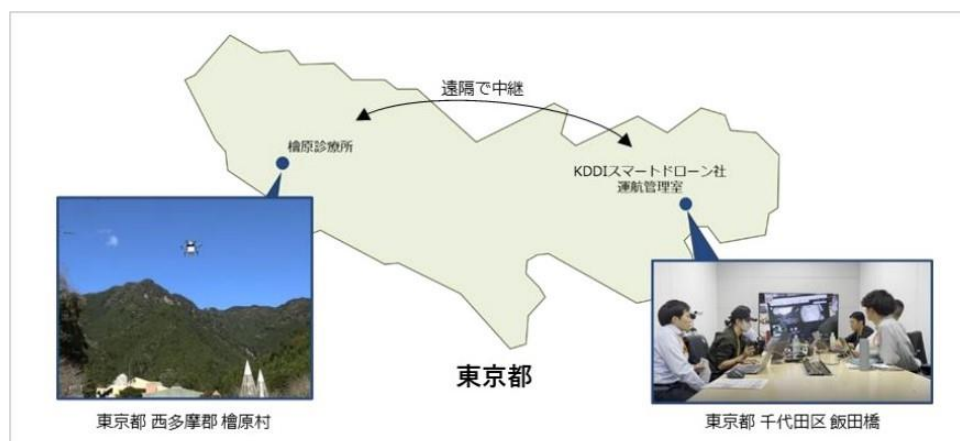 遠隔で中継
檜原診療所
KDDIスマートドローン社
運航管理室
東京都
東京都 西多摩郡 檜原村
東京都 千代田区 飯田橋